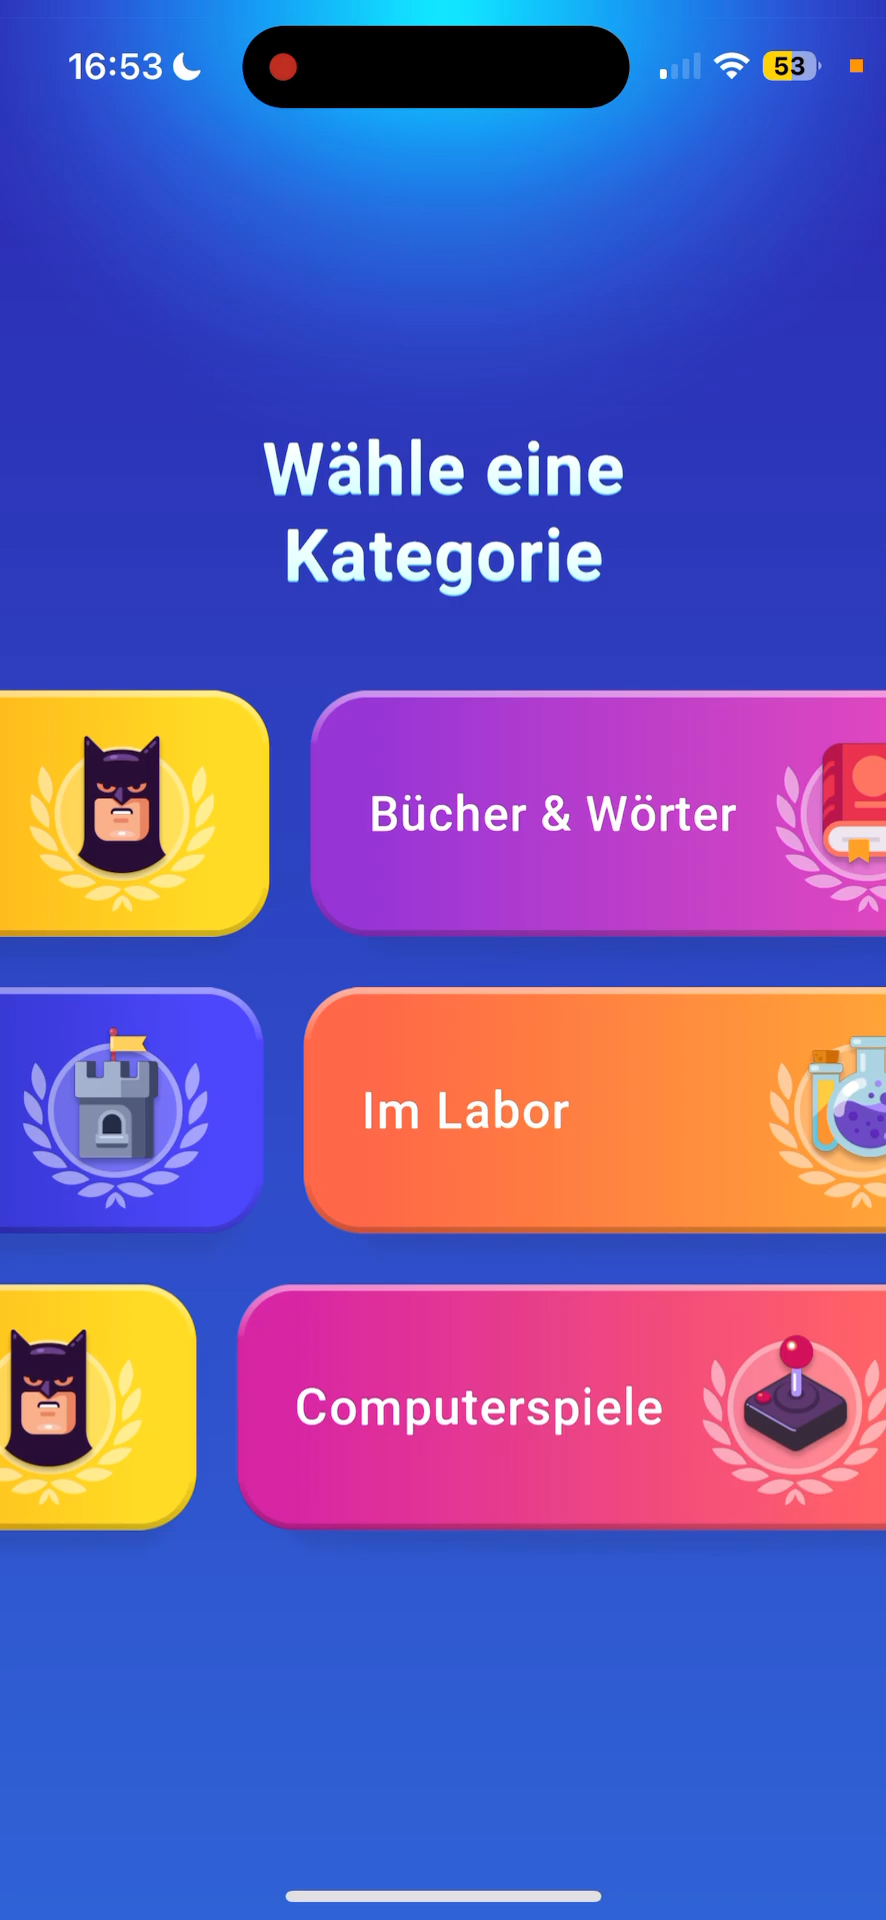 16:53
53
Wähle eine
Kategorie
Bücher & Wörter
Im Labor
Computerspiele